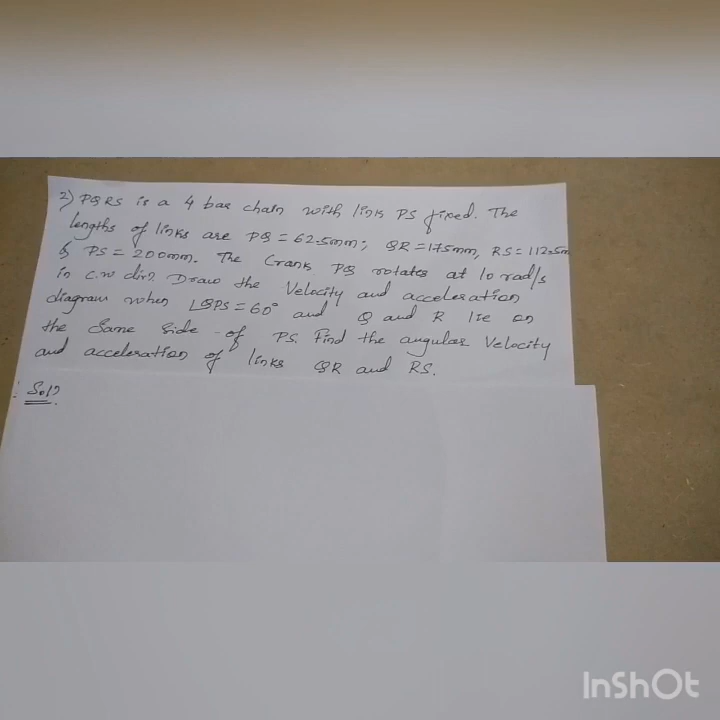 2) PQRS is a 4 bar chain with link PS fixed. The
lengths of links are PQ = 62.5mm; QR = 175mm, RS = 112.5m
& PS = 200mm. The Crank PQ rotates at 10 rad/s
in c.w dirn. Draw the Velocity and acceleration
diagram when ∠QPS = 60° and Q and R lie on
the same side of PS. Find the angular Velocity
and acceleration of links QR and RS.
: Soln.
InShOt